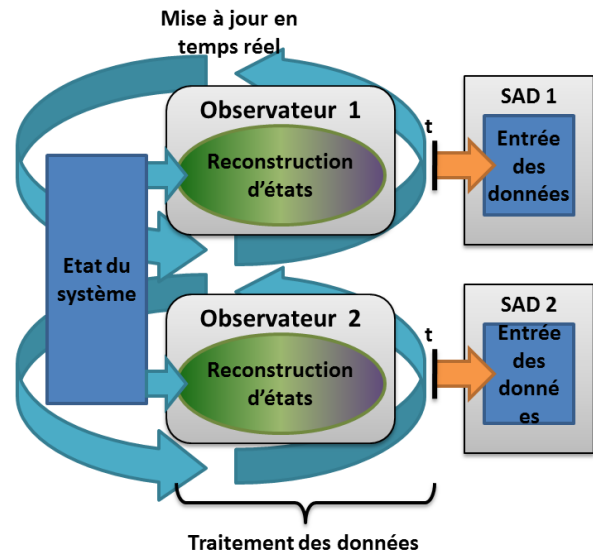 Mise à jour en
temps réel
Observateur 1
Reconstruction
d'états
t
SAD 1
Entrée
des
données
Etat du
système
Observateur 2
Reconstruction
d'états
t
SAD 2
Entrée
des
donné
es
Traitement des données